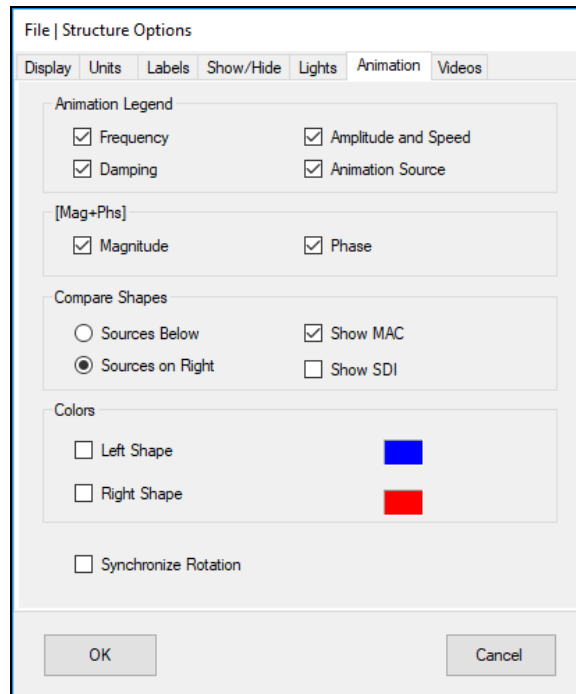 File | Structure Options
Display Units Labels Show/Hide Lights Animation Videos
Animation Legend
Frequency Amplitude and Speed
Damping Animation Source
[Mag+Phs]
Magnitude Phase
Compare Shapes
Sources Below Show MAC
Sources on Right Show SDI
Colors
Left Shape
Right Shape
Synchronize Rotation
OK Cancel